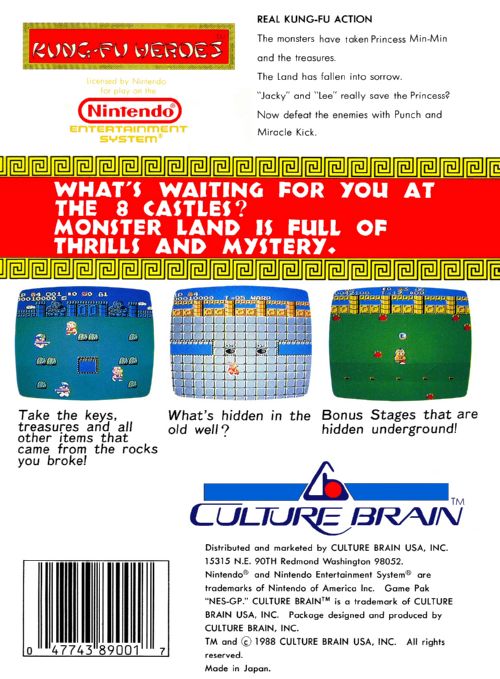 KUNG-FU HEROES
licensed by Nintendo
for play on the
Nintendo®
ENTERTAINMENT
SYSTEM®
REAL KUNG-FU ACTION
The monsters have taken Princess Min-Min
and the treasures.
The Land has fallen into sorrow.
"Jacky" and "Lee" really save the Princess?
Now defeat the enemies with Punch and
Miracle Kick.
WHAT'S WAITING FOR YOU AT
THE 8 CASTLES?
MONSTER LAND IS FULL OF
THRILLS AND MYSTERY.
Take the keys,
treasures and all
other items that
came from the rocks
you broke!
What's hidden in the
old well?
Bonus Stages that are
hidden underground!
CULTURE BRAIN TM
Distributed and marketed by CULTURE BRAIN USA, INC.
15315 N.E. 90TH Redmond Washington 98052.
Nintendo® and Nintendo Entertainment System® are
trademarks of Nintendo of America Inc. Game Pak
"NES-GP." CULTURE BRAIN™ is a trademark of CULTURE
BRAIN USA, INC. Package designed and produced by
CULTURE BRAIN, INC.
TM and © 1988 CULTURE BRAIN USA, INC. All rights
reserved.
Made in Japan.
0 47743 89001 7